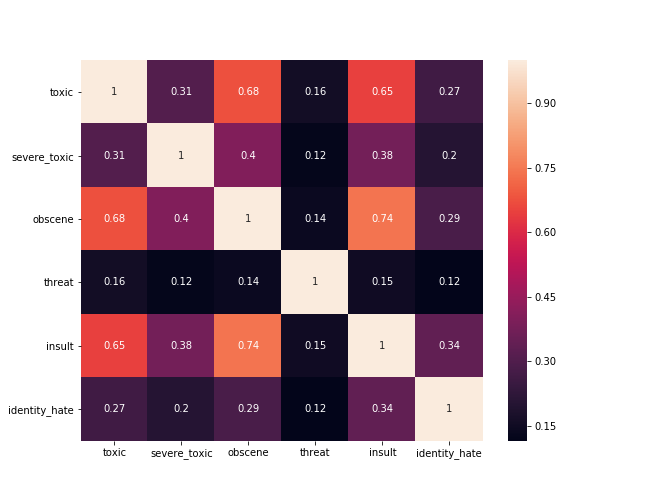 toxic 1 0.31 0.68 0.16 0.65 0.27
severe_toxic 0.31 1 0.4 0.12 0.38 0.2
obscene 0.68 0.4 1 0.14 0.74 0.29
threat 0.16 0.12 0.14 1 0.15 0.12
insult 0.65 0.38 0.74 0.15 1 0.34
identity_hate 0.27 0.2 0.29 0.12 0.34 1
toxic severe_toxic obscene threat insult identity_hate
0.90
0.75
0.60
0.45
0.30
0.15